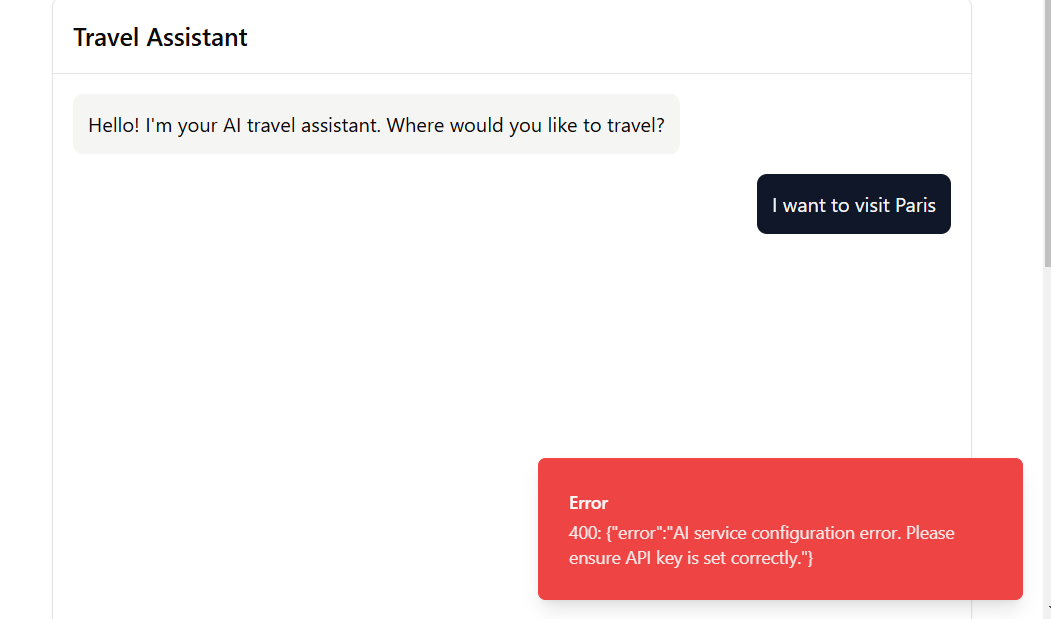 Travel Assistant
Hello! I'm your AI travel assistant. Where would you like to travel?
I want to visit Paris
Error
400: {"error":"AI service configuration error. Please
ensure API key is set correctly."}